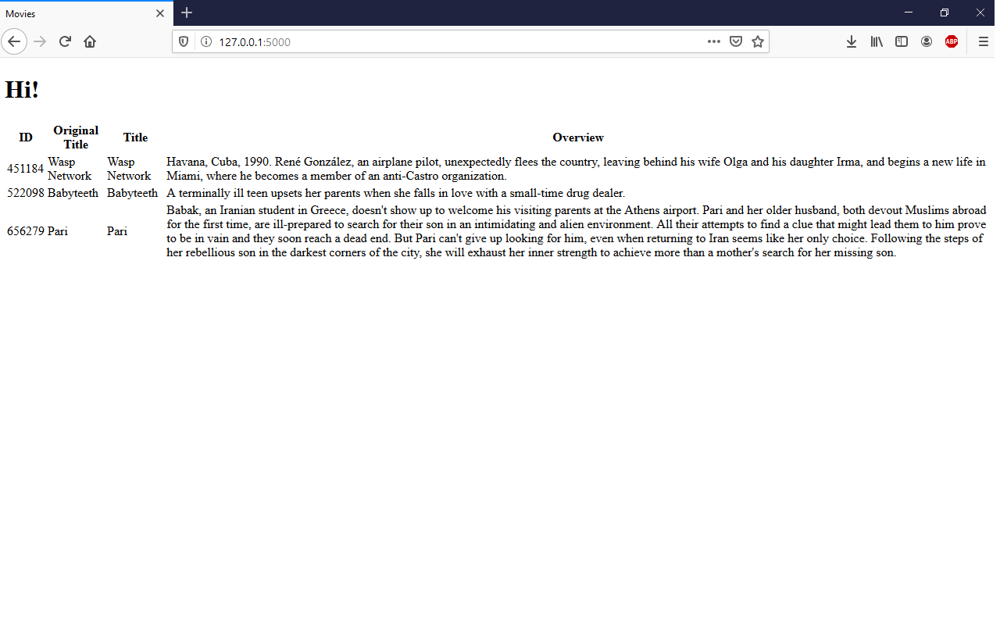 Movies
127.0.0.1:5000
ABP
Hi!
ID Original Title Title Overview
451184 Wasp Network Wasp Network Havana, Cuba, 1990. René González, an airplane pilot, unexpectedly flees the country, leaving behind his wife Olga and his daughter Irma, and begins a new life in
Miami, where he becomes a member of an anti-Castro organization.
522098 Babyteeth Babyteeth A terminally ill teen upsets her parents when she falls in love with a small-time drug dealer.
656279 Pari Pari Babak, an Iranian student in Greece, doesn't show up to welcome his visiting parents at the Athens airport. Pari and her older husband, both devout Muslims abroad
for the first time, are ill-prepared to search for their son in an intimidating and alien environment. All their attempts to find a clue that might lead them to him prove
to be in vain and they soon reach a dead end. But Pari can't give up looking for him, even when returning to Iran seems like her only choice. Following the steps of
her rebellious son in the darkest corners of the city, she will exhaust her inner strength to achieve more than a mother's search for her missing son.